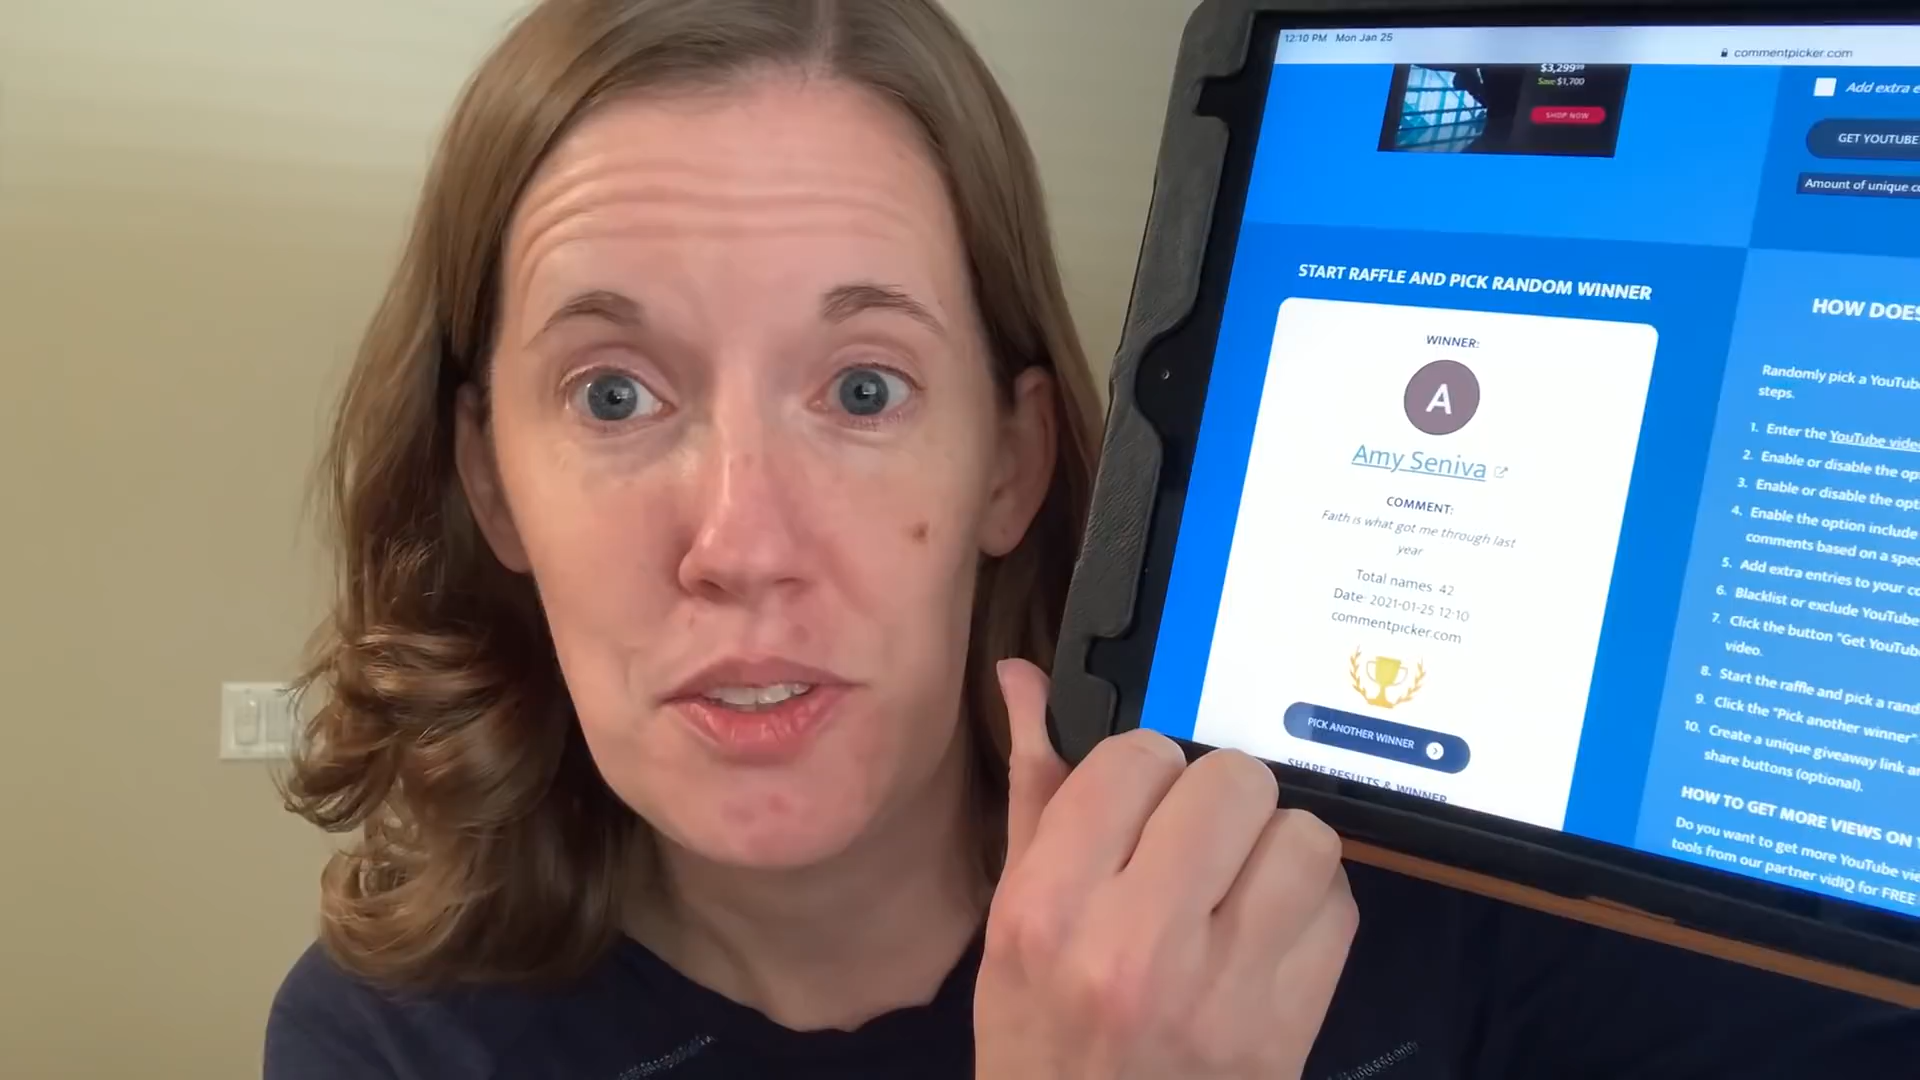 12:10 PM Mon Jan 25
commentpicker.com
$3,299⁹⁹
Save $1,700
SHOP NOW
Add extra
GET YOUTUBE
Amount of unique
START RAFFLE AND PICK RANDOM WINNER
WINNER:
A
Amy Seniva
COMMENT:
Faith is what got me through last
year
Total names 42
Date: 2021-01-25 12:10
commentpicker.com
PICK ANOTHER WINNER
SHARE RESULTS & WINNER
HOW DOES
Randomly pick a YouTub
steps.
1. Enter the YouTube vide
2. Enable or disable the op
3. Enable or disable the opt
4. Enable the option include
comments based on a spec
5. Add extra entries to your co
6. Blacklist or exclude YouTube
7. Click the button "Get YouTub
video.
8. Start the raffle and pick a rand
9. Click the "Pick another winner"
10. Create a unique giveaway link a
share buttons (optional).
HOW TO GET MORE VIEWS ON
Do you want to get more YouTube vie
tools from our partner vidIQ for FREE